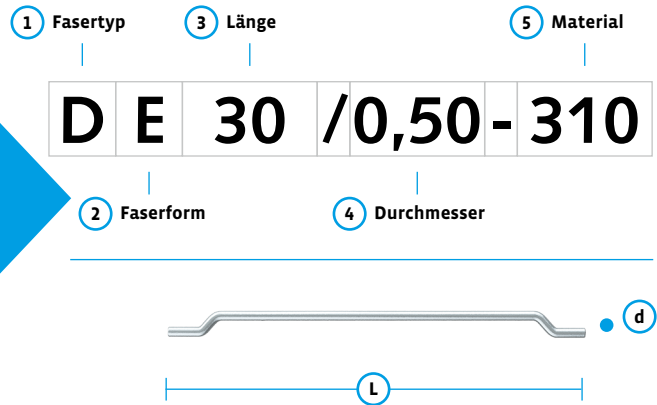 1 Fasertyp 3 Länge 5 Material
D E 30 /0,50-310
2 Faserform 4 Durchmesser
d
L